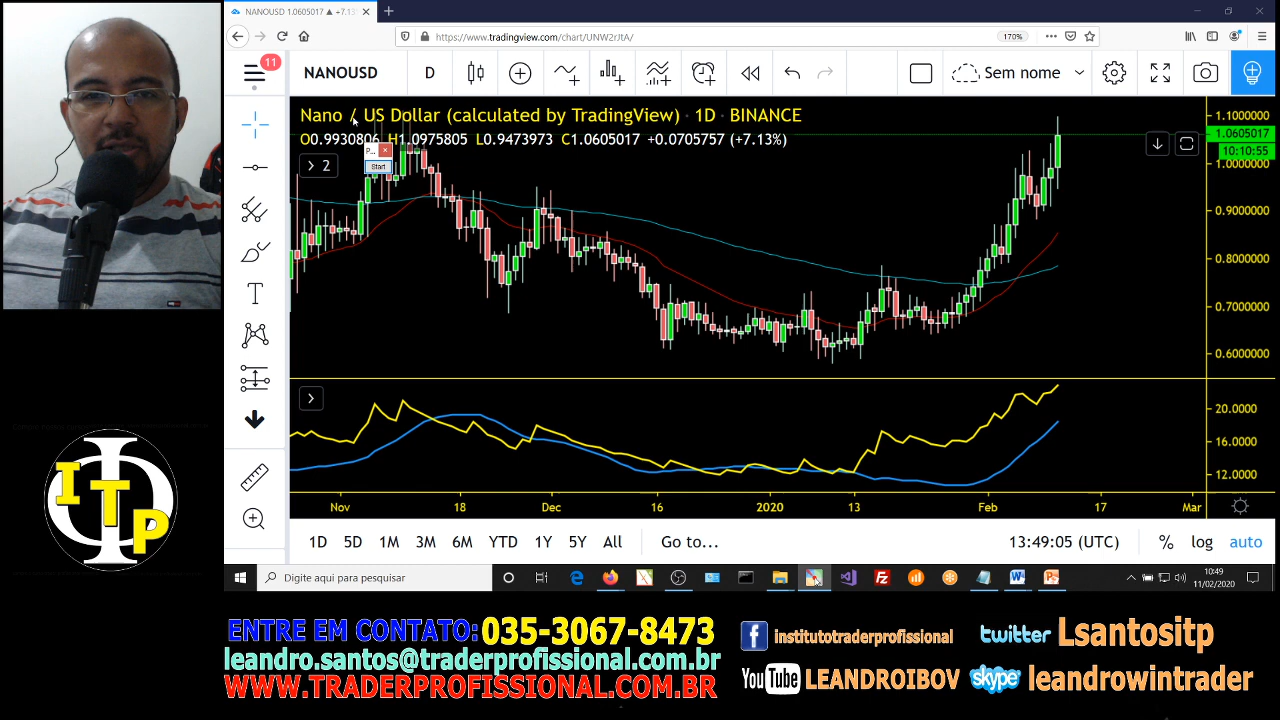 NANOUSD 1.0605017 ▲ +7.13
https://www.tradingview.com/chart/UNW2rJtA/
170%
11
NANOUSD
D
Sem nome
Nano / US Dollar (calculated by TradingView) · 1D · BINANCE
O0.9930806 H1.0975805 L0.9473973 C1.0605017 +0.0705757 (+7.13%)
P...
Start
2
1.1000000
1.0605017
10:10:55
1.0000000
0.9000000
0.8000000
0.7000000
0.6000000
20.0000
16.0000
12.0000
Nov 18 Dec 16 2020 13 Feb 17 Mar
1D 5D 1M 3M 6M YTD 1Y 5Y All Go to... 13:49:05 (UTC) % log auto
Digite aqui para pesquisar
10:49
11/02/2020
I T P
ENTRE EM CONTATO: 035-3067-8473
leandro.santos@traderprofissional.com.br
WWW.TRADERPROFISSIONAL.COM.BR
f institutotraderprofissional
twitter Lsantositp
YouTube LEANDROIBOV
skype leandrowintrader